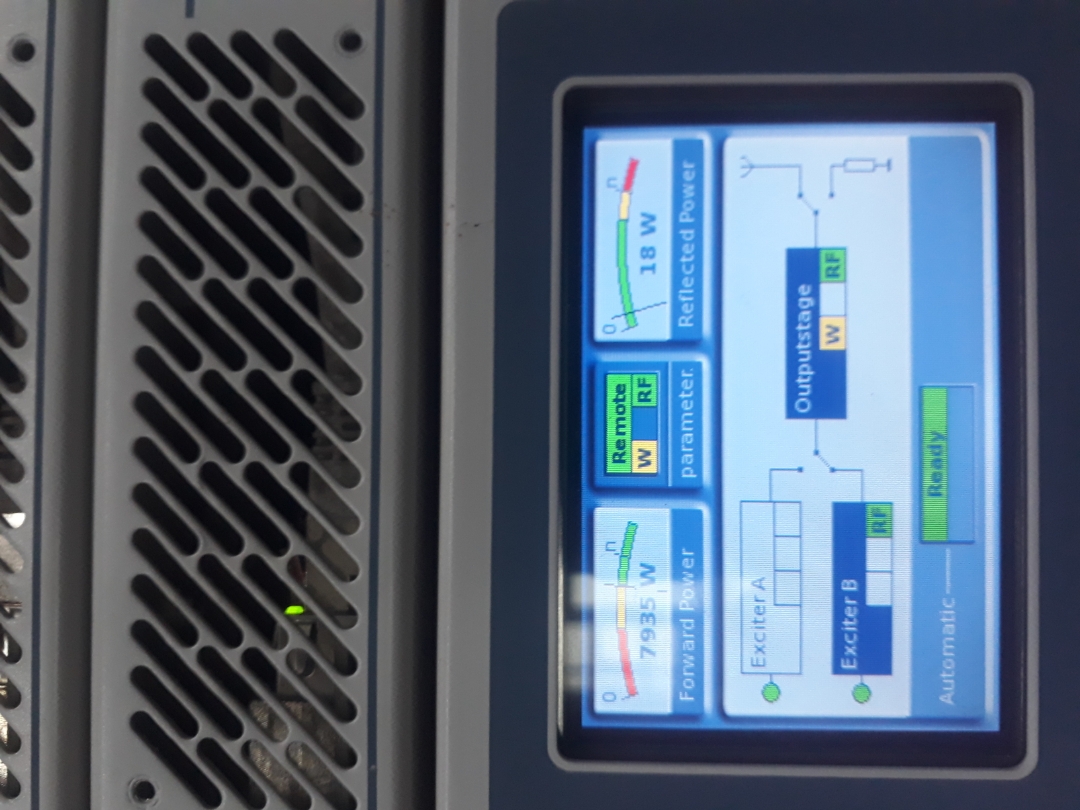 0 n
7935 W
Forward Power
Remote
W RF
parameter.
0 n
18 W
Reflected Power
Exciter A
Exciter B
RF
Outputstage
W RF
Automatic
Ready